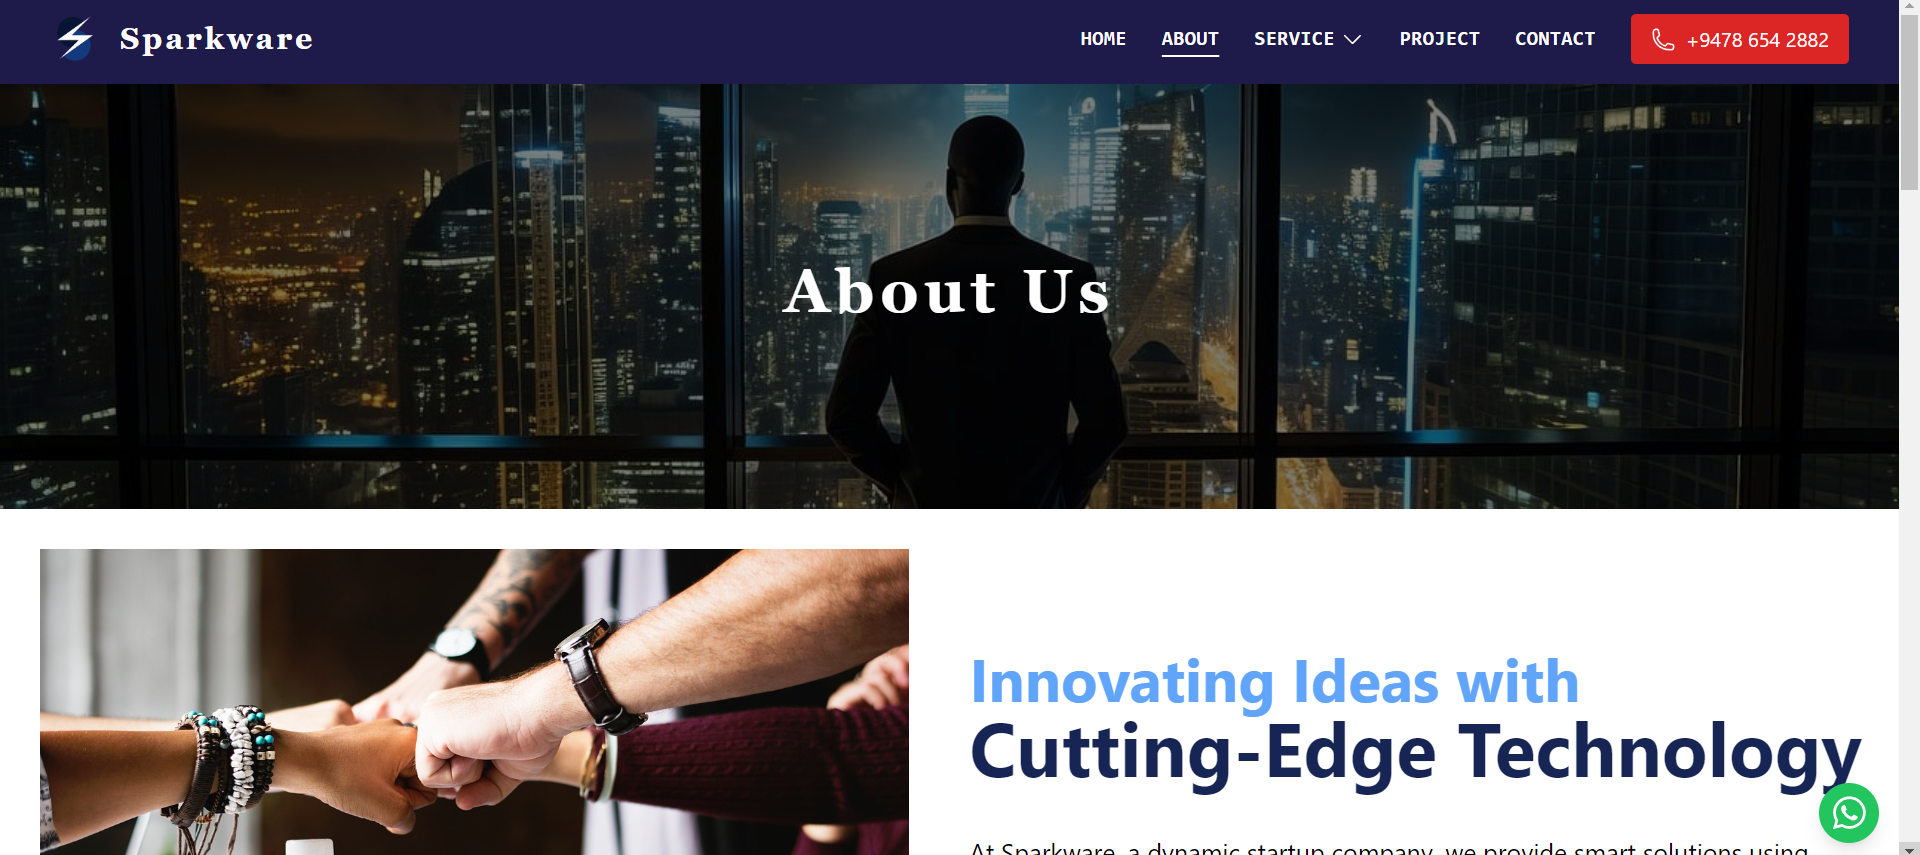 Sparkware
HOME ABOUT SERVICE PROJECT CONTACT +9478 654 2882
About Us
Innovating Ideas with
Cutting-Edge Technology
At Sparkware, a dynamic startup company, we provide smart solutions using